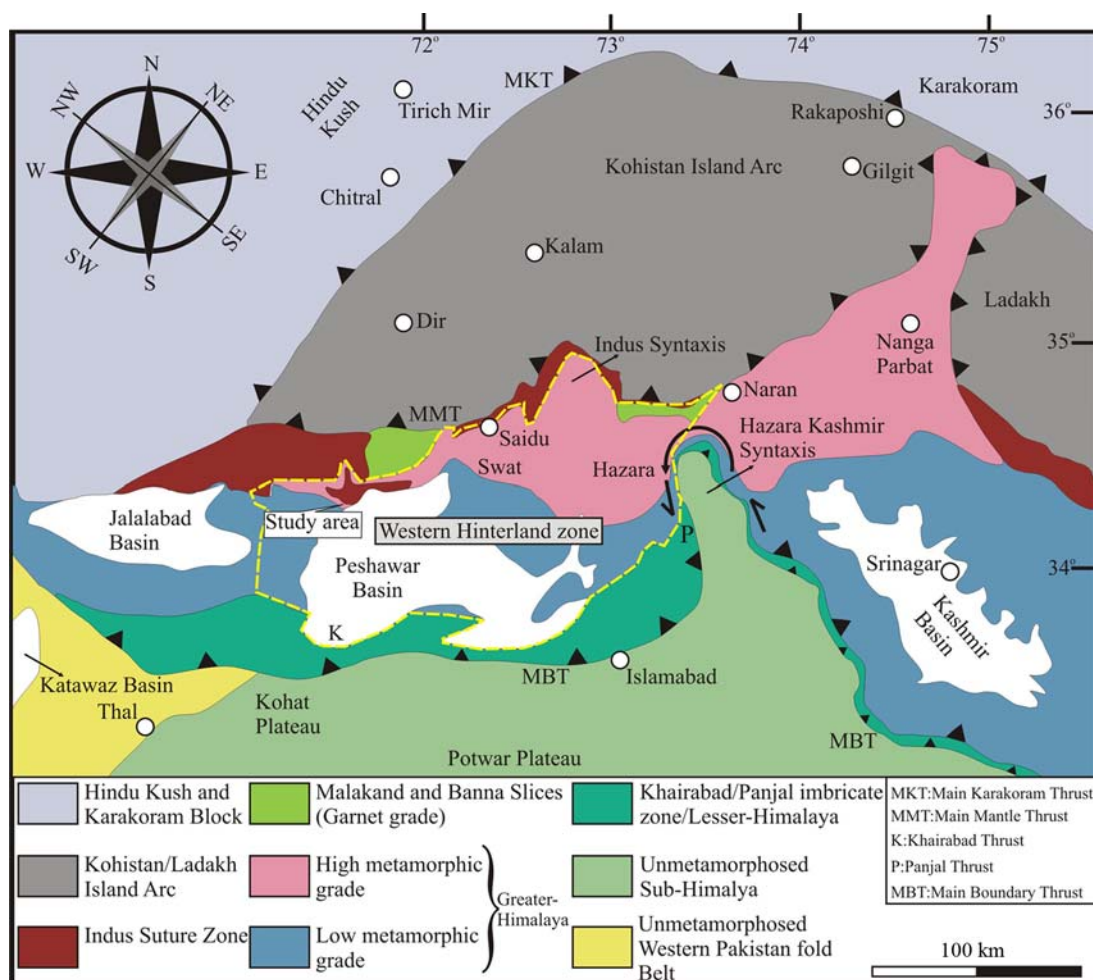 72°
73°
74°
75°
36°
35°
34°
N
NE
E
SE
S
SW
W
NW
Hindu
Kush
Tirich Mir
Chitral
MKT
Karakoram
Rakaposhi
Kohistan Island Arc
Gilgit
Kalam
Dir
Ladakh
Nanga
Parbat
Indus Syntaxis
Naran
MMT
Saidu
Swat
Hazara
Hazara Kashmir
Syntaxis
Jalalabad
Basin
Study area
Western Hinterland zone
P
Peshawar
Basin
Srinagar
Kashmir
Basin
K
MBT
Islamabad
Katawaz Basin
Thal
Kohat
Plateau
Potwar Plateau
MBT
Hindu Kush and
Karakoram Block
Kohistan/Ladakh
Island Arc
Indus Suture Zone
Malakand and Banna Slices
(Garnet grade)
High metamorphic
grade
Low metamorphic
grade
Greater-
Himalaya
Khairabad/Panjal imbricate
zone/Lesser-Himalaya
Unmetamorphosed
Sub-Himalya
Unmetamorphosed
Western Pakistan fold
Belt
MKT:Main Karakoram Thrust
MMT:Main Mantle Thrust
K:Khairabad Thrust
P:Panjal Thrust
MBT:Main Boundary Thrust
100 km